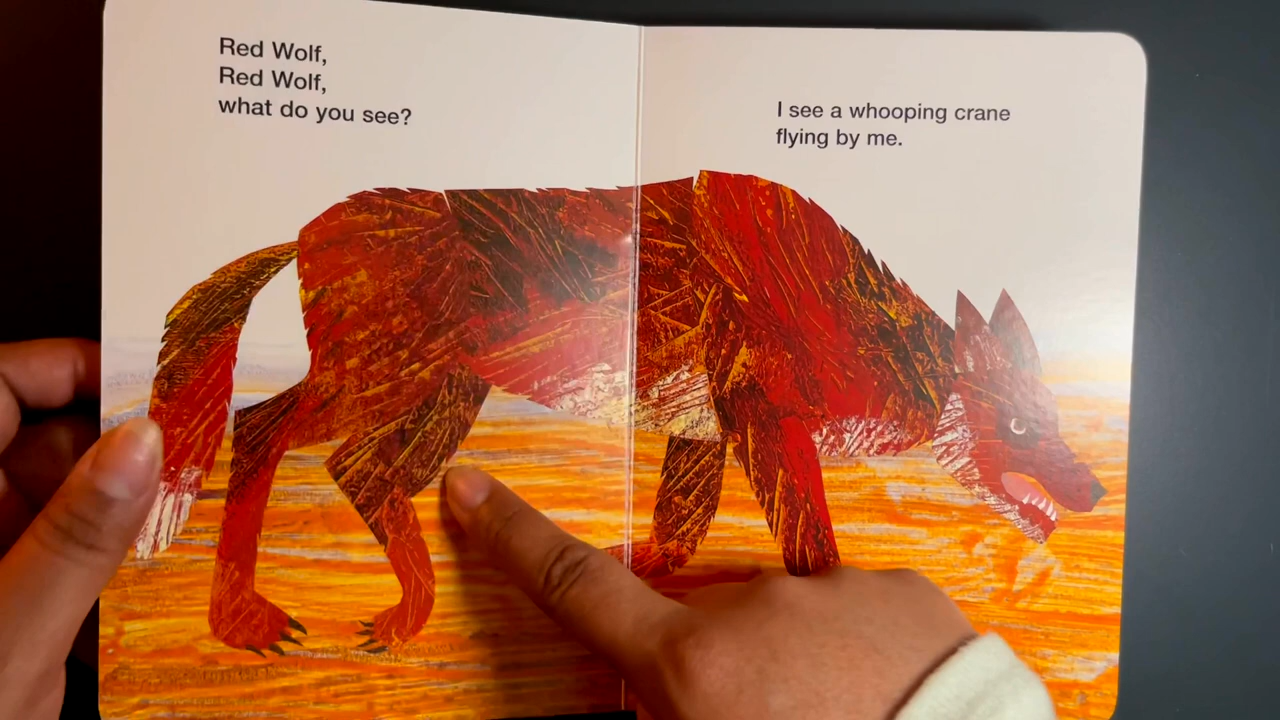 Red Wolf,
Red Wolf,
what do you see?
I see a whooping crane
flying by me.